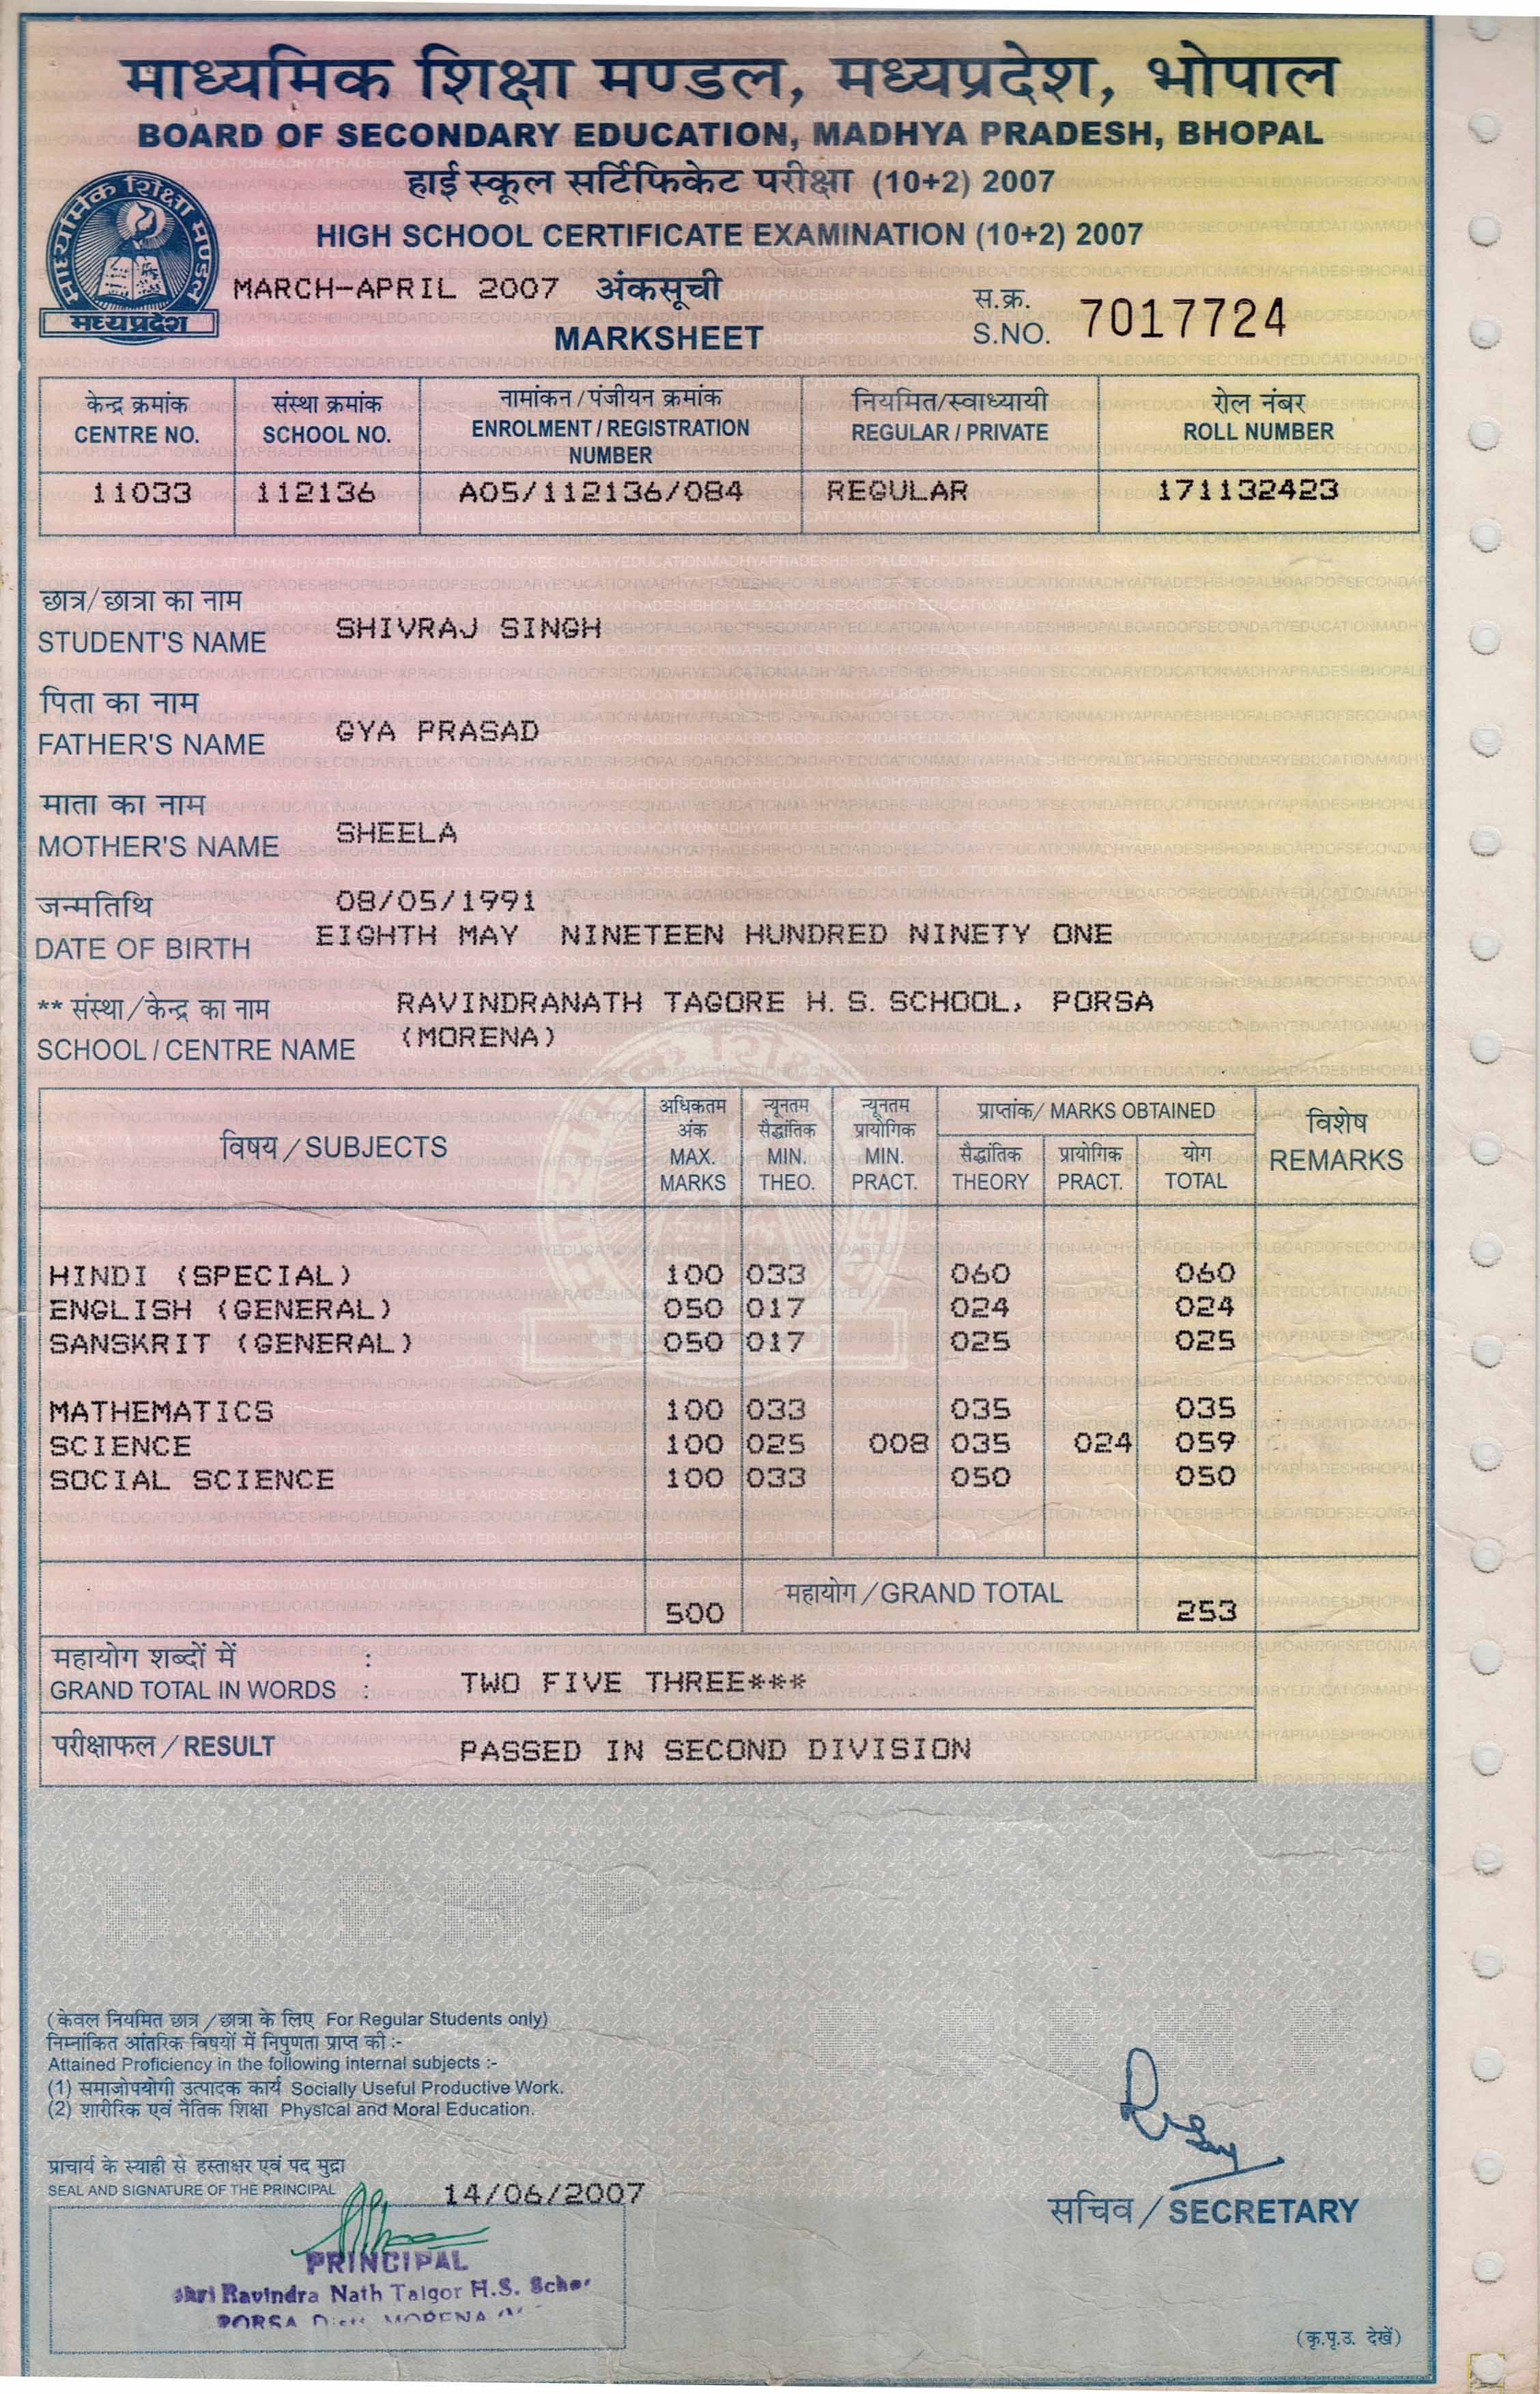 माध्यमिक शिक्षा मण्डल, मध्यप्रदेश, भोपाल
BOARD OF SECONDARY EDUCATION, MADHYA PRADESH, BHOPAL
हाई स्कूल सर्टिफिकेट परीक्षा (10+2) 2007
HIGH SCHOOL CERTIFICATE EXAMINATION (10+2) 2007
माध्यमिक शिक्षा मण्डल
मध्यप्रदेश
MARCH-APRIL 2007 अंकसूची
MARKSHEET
स.क्र.
S.NO. 7017724
केन्द्र क्रमांक संस्था क्रमांक नामांकन / पंजीयन क्रमांक नियमित/स्वाध्यायी रोल नंबर
CENTRE NO. SCHOOL NO. ENROLMENT / REGISTRATION NUMBER REGULAR / PRIVATE ROLL NUMBER
11033 112136 A05/112136/084 REGULAR 171132423
छात्र/छात्रा का नाम
STUDENT'S NAME SHIVRAJ SINGH
पिता का नाम
FATHER'S NAME GYA PRASAD
माता का नाम
MOTHER'S NAME SHEELA
जन्मतिथि 08/05/1991
DATE OF BIRTH EIGHTH MAY NINETEEN HUNDRED NINETY ONE
** संस्था/केन्द्र का नाम RAVINDRANATH TAGORE H. S. SCHOOL, PORSA
SCHOOL / CENTRE NAME (MORENA)
विषय / SUBJECTS
अधिकतम अंक MAX. MARKS
न्यूनतम सैद्धांतिक MIN. THEO.
न्यूनतम प्रायोगिक MIN. PRACT.
प्राप्तांक/ MARKS OBTAINED
सैद्धांतिक THEORY
प्रायोगिक PRACT.
योग TOTAL
विशेष REMARKS
HINDI (SPECIAL) 100 033 060 060
ENGLISH (GENERAL) 050 017 024 024
SANSKRIT (GENERAL) 050 017 025 025
MATHEMATICS 100 033 035 035
SCIENCE 100 025 008 035 024 059
SOCIAL SCIENCE 100 033 050 050
500 महायोग / GRAND TOTAL 253
महायोग शब्दों में :
GRAND TOTAL IN WORDS : TWO FIVE THREE***
परीक्षाफल / RESULT PASSED IN SECOND DIVISION
B S E M P
(केवल नियमित छात्र / छात्रा के लिए For Regular Students only)
निम्नांकित आंतरिक विषयों में निपुणता प्राप्त की :-
Attained Proficiency in the following internal subjects :-
(1) समाजोपयोगी उत्पादक कार्य Socially Useful Productive Work.
(2) शारीरिक एवं नैतिक शिक्षा Physical and Moral Education.
प्राचार्य के स्याही से हस्ताक्षर एवं पद मुद्रा
SEAL AND SIGNATURE OF THE PRINCIPAL 14/06/2007
सचिव / SECRETARY
PRINCIPAL
Shri Ravindra Nath Taigor H.S.
PORSA Distt. MORENA
(कृ.पृ.उ. देखें)